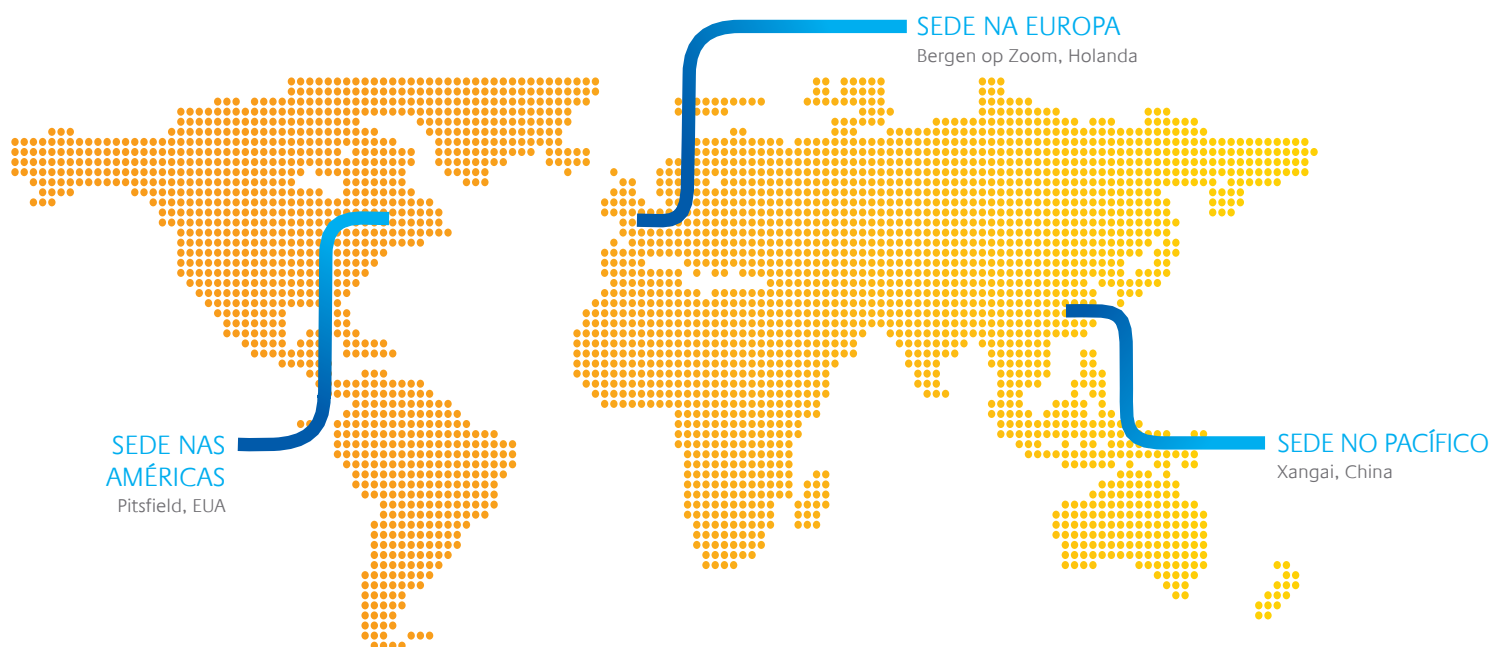 SEDE NA EUROPA
Bergen op Zoom, Holanda
SEDE NAS
AMÉRICAS
Pitsfield, EUA
SEDE NO PACÍFICO
Xangai, China